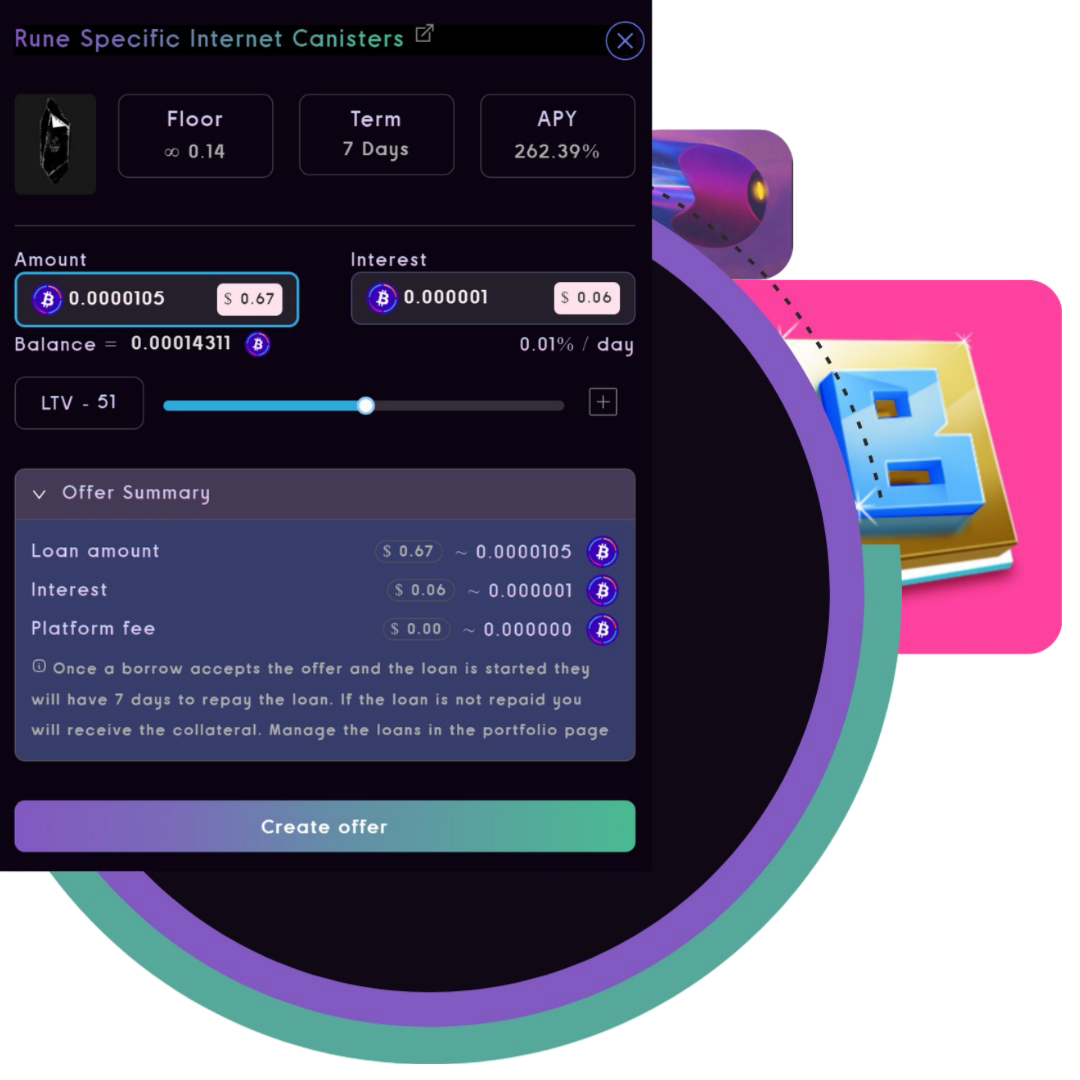 Rune Specific Internet Canisters
Floor
∞ 0.14
Term
7 Days
APY
262.39%
Amount
0.0000105 $ 0.67
Interest
0.000001 $ 0.06
Balance = 0.00014311
0.01% / day
LTV - 51
Offer Summary
Loan amount $ 0.67 ~ 0.0000105
Interest $ 0.06 ~ 0.000001
Platform fee $ 0.00 ~ 0.000000
Once a borrow accepts the offer and the loan is started they
will have 7 days to repay the loan. If the loan is not repaid you
will receive the collateral. Manage the loans in the portfolio page
Create offer
B